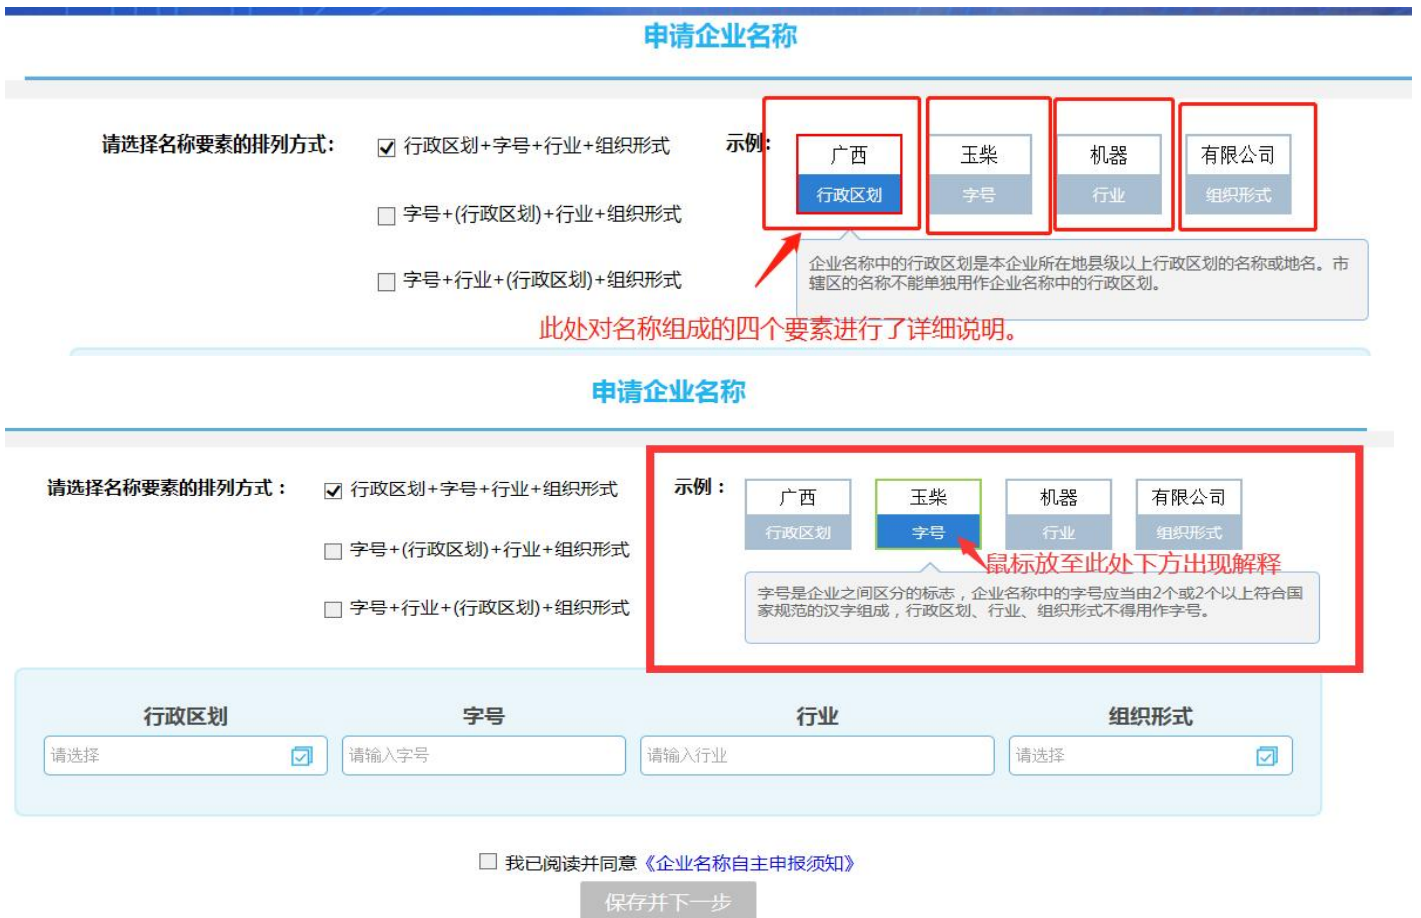 申请企业名称
请选择名称要素的排列方式:
行政区划+字号+行业+组织形式
字号+(行政区划)+行业+组织形式
字号+行业+(行政区划)+组织形式
示例:
广西 玉柴 机器 有限公司
行政区划 字号 行业 组织形式
企业名称中的行政区划是本企业所在地县级以上行政区划的名称或地名。市
辖区的名称不能单独用作企业名称中的行政区划。
此处对名称组成的四个要素进行了详细说明。
申请企业名称
请选择名称要素的排列方式：
行政区划+字号+行业+组织形式
字号+(行政区划)+行业+组织形式
字号+行业+(行政区划)+组织形式
示例：
广西 玉柴 机器 有限公司
行政区划 字号 行业 组织形式
鼠标放至此处下方出现解释
字号是企业之间区分的标志，企业名称中的字号应当由2个或2个以上符合国
家规范的汉字组成，行政区划、行业、组织形式不得用作字号。
行政区划 字号 行业 组织形式
请选择 请输入字号 请输入行业 请选择
我已阅读并同意《企业名称自主申报须知》
保存并下一步